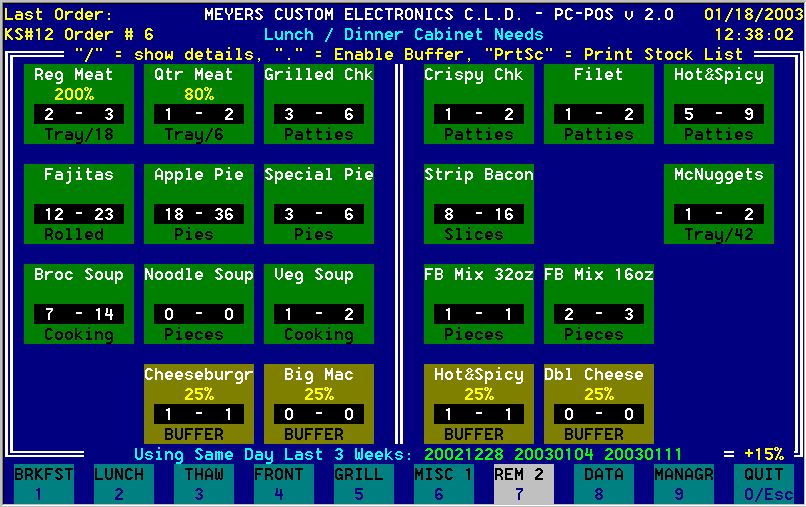 Last Order: MEYERS CUSTOM ELECTRONICS C.L.D. - PC-POS v 2.0 01/18/2003
KS#12 Order # 6 Lunch / Dinner Cabinet Needs 12:38:02
"/" = show details, "." = Enable Buffer, "PrtSc" = Print Stock List
Reg Meat Qtr Meat Grilled Chk Crispy Chk Filet Hot&Spicy
200% 80%
2 - 3 1 - 2 3 - 6 1 - 2 1 - 2 5 - 9
Tray/18 Tray/6 Patties Patties Patties Patties
Fajitas Apple Pie Special Pie Strip Bacon McNuggets
12 - 23 18 - 36 3 - 6 8 - 16 1 - 2
Rolled Pies Pies Slices Tray/42
Broc Soup Noodle Soup Veg Soup FB Mix 32oz FB Mix 16oz
7 - 14 0 - 0 1 - 2 1 - 1 2 - 3
Cooking Pieces Cooking Pieces Pieces
Cheeseburgr Big Mac Hot&Spicy Dbl Cheese
25% 25% 25% 25%
1 - 1 0 - 0 1 - 1 0 - 0
BUFFER BUFFER BUFFER BUFFER
Using Same Day Last 3 Weeks: 20021228 20030104 20030111 = +15%
BRKFST LUNCH THAW FRONT GRILL MISC 1 REM 2 DATA MANAGR QUIT
1 2 3 4 5 6 7 8 9 0/Esc